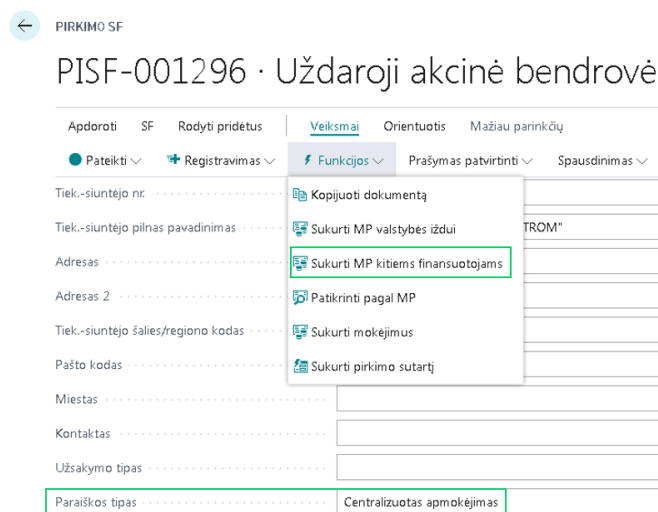 PIRKIMO SF
PISF-001296 · Uždaroji akcinė bendrovė
Apdoroti SF Rodyti pridėtus Veiksmai Orientuotis Mažiau parinkčių
Pateikti Registravimas Funkcijos Prašymas patvirtinti Spausdinimas
Tiek.-siuntėjo nr.
Kopijuoti dokumentą
Tiek.-siuntėjo pilnas pavadinimas
Sukurti MP valstybės iždui
TROM"
Adresas
Sukurti MP kitiems finansuotojams
Adresas 2
Patikrinti pagal MP
Tiek.-siuntėjo šalies/regiono kodas
Sukurti mokėjimus
Pašto kodas
Sukurti pirkimo sutartį
Miestas
Kontaktas
Užsakymo tipas
Paraiškos tipas Centralizuotas apmokėjimas